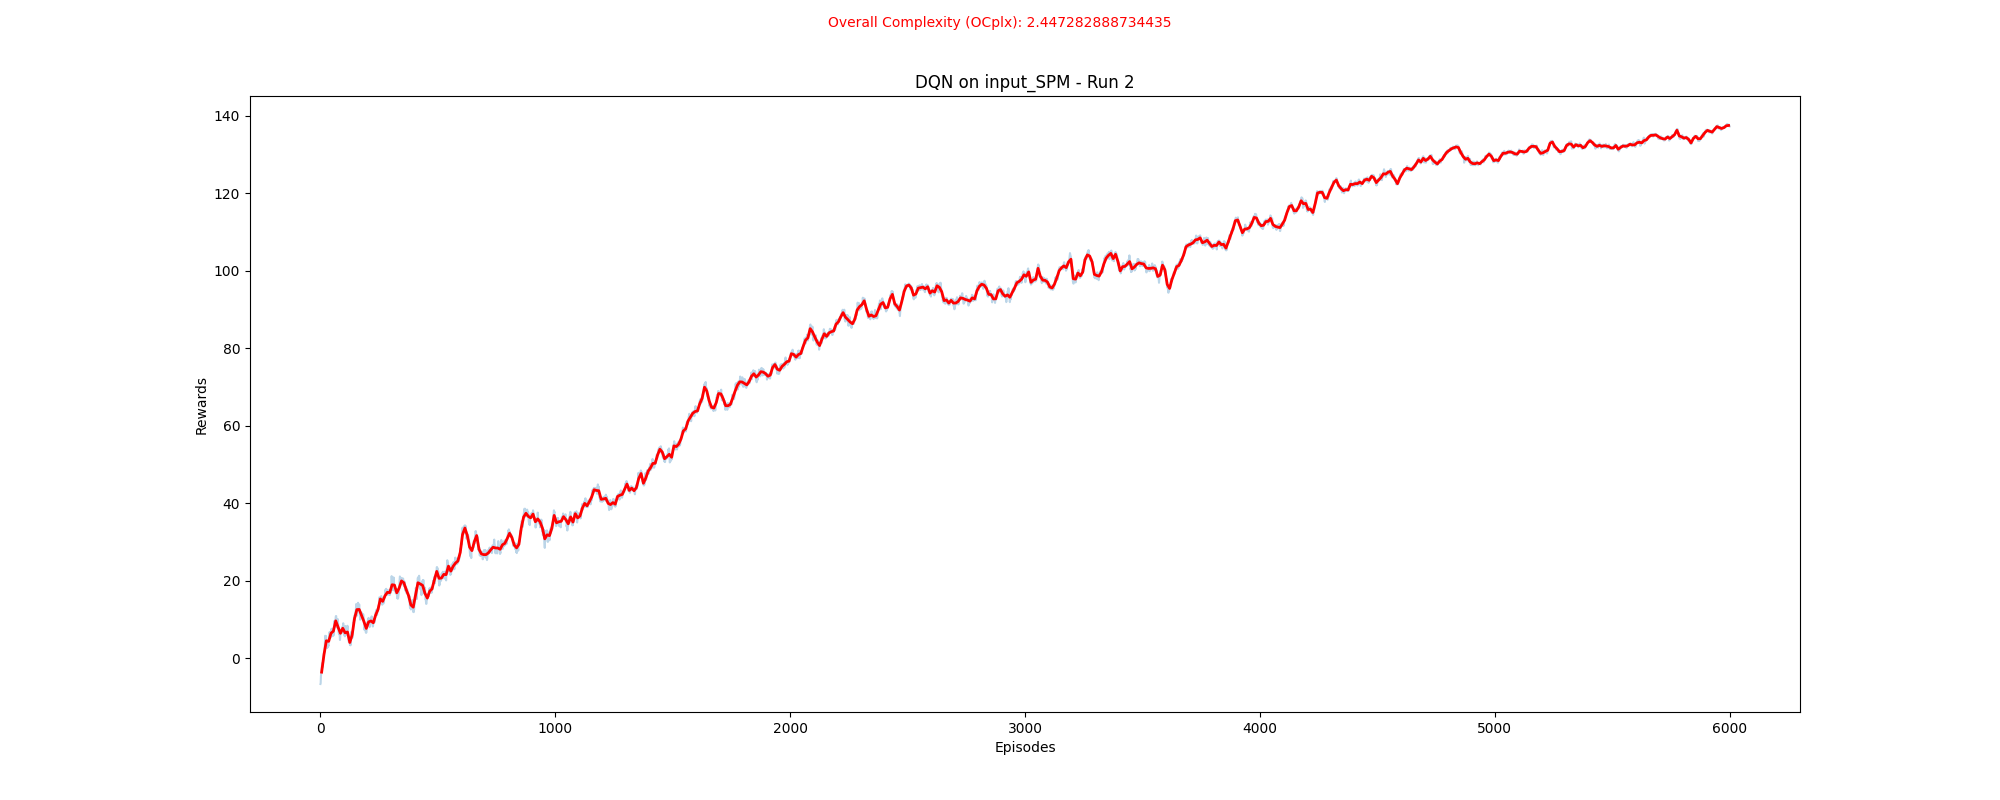 Overall Complexity (OCplx): 2.447282888734435
DQN on input_SPM - Run 2
140
120
100
80
60
40
20
0
Rewards
0 1000 2000 3000 4000 5000 6000
Episodes